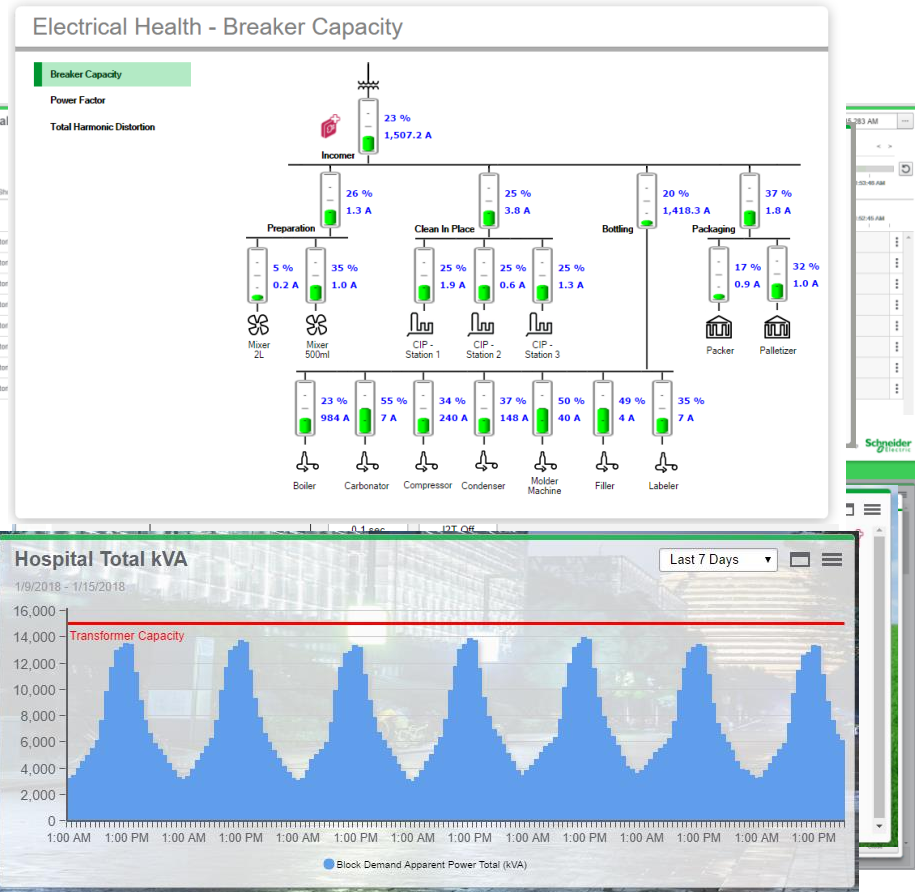 Electrical Health - Breaker Capacity
Breaker Capacity
Power Factor
Total Harmonic Distortion
23 %
1,507.2 A
Incomer
26 %
1.3 A
Preparation
25 %
3.8 A
Clean In Place
20 %
1,418.3 A
Bottling
37 %
1.8 A
Packaging
5 %
0.2 A
35 %
1.0 A
25 %
1.9 A
25 %
0.6 A
25 %
1.3 A
17 %
0.9 A
32 %
1.0 A
Mixer
2L
Mixer
500ml
CIP -
Station 1
CIP -
Station 2
CIP -
Station 3
Packer
Palletizer
23 %
984 A
55 %
7 A
34 %
240 A
37 %
148 A
50 %
40 A
49 %
4 A
35 %
7 A
Boiler
Carbonator
Compressor
Condenser
Molder
Machine
Filler
Labeler
Schneider
Electric
Hospital Total kVA
Last 7 Days
1/9/2018 - 1/15/2018
16,000
14,000
12,000
10,000
8,000
6,000
4,000
2,000
0
Transformer Capacity
1:00 AM 1:00 PM 1:00 AM 1:00 PM 1:00 AM 1:00 PM 1:00 AM 1:00 PM 1:00 AM 1:00 PM 1:00 AM 1:00 PM 1:00 AM 1:00 PM
Block Demand Apparent Power Total (kVA)